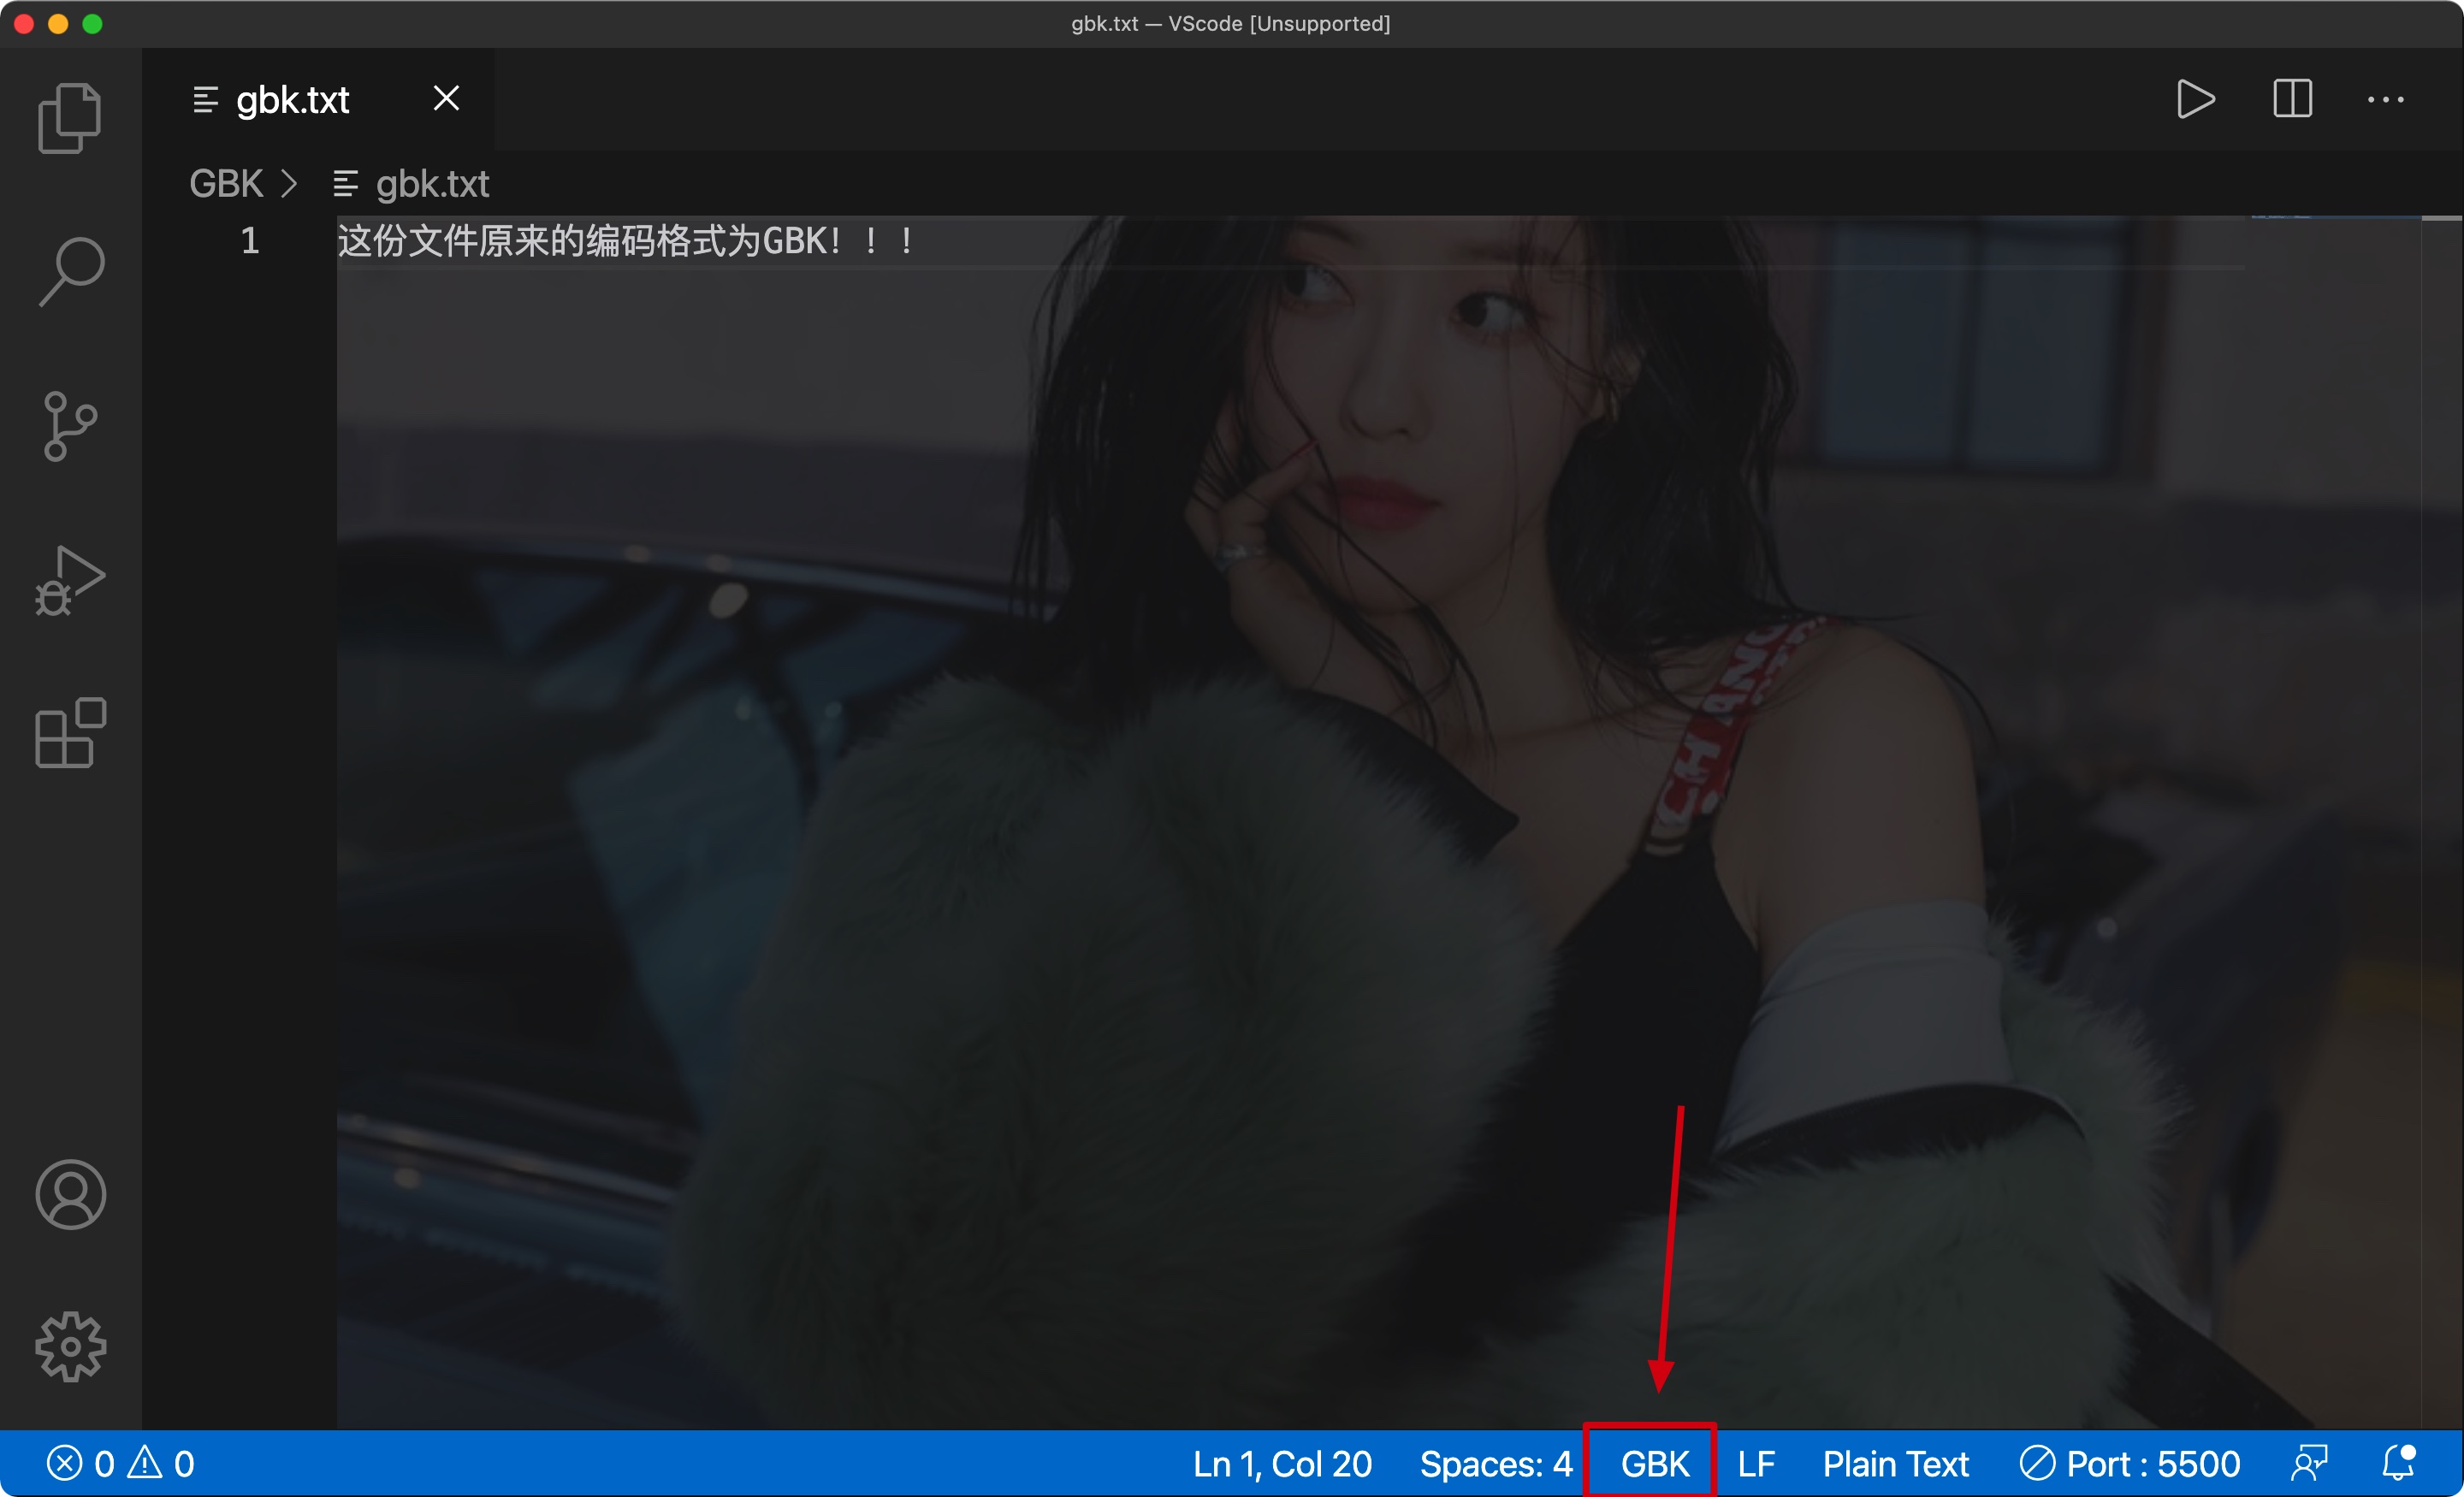 gbk.txt — VScode [Unsupported]
gbk.txt
GBK > gbk.txt
1 这份文件原来的编码格式为GBK！！！
0 0 Ln 1, Col 20 Spaces: 4 GBK LF Plain Text Port : 5500